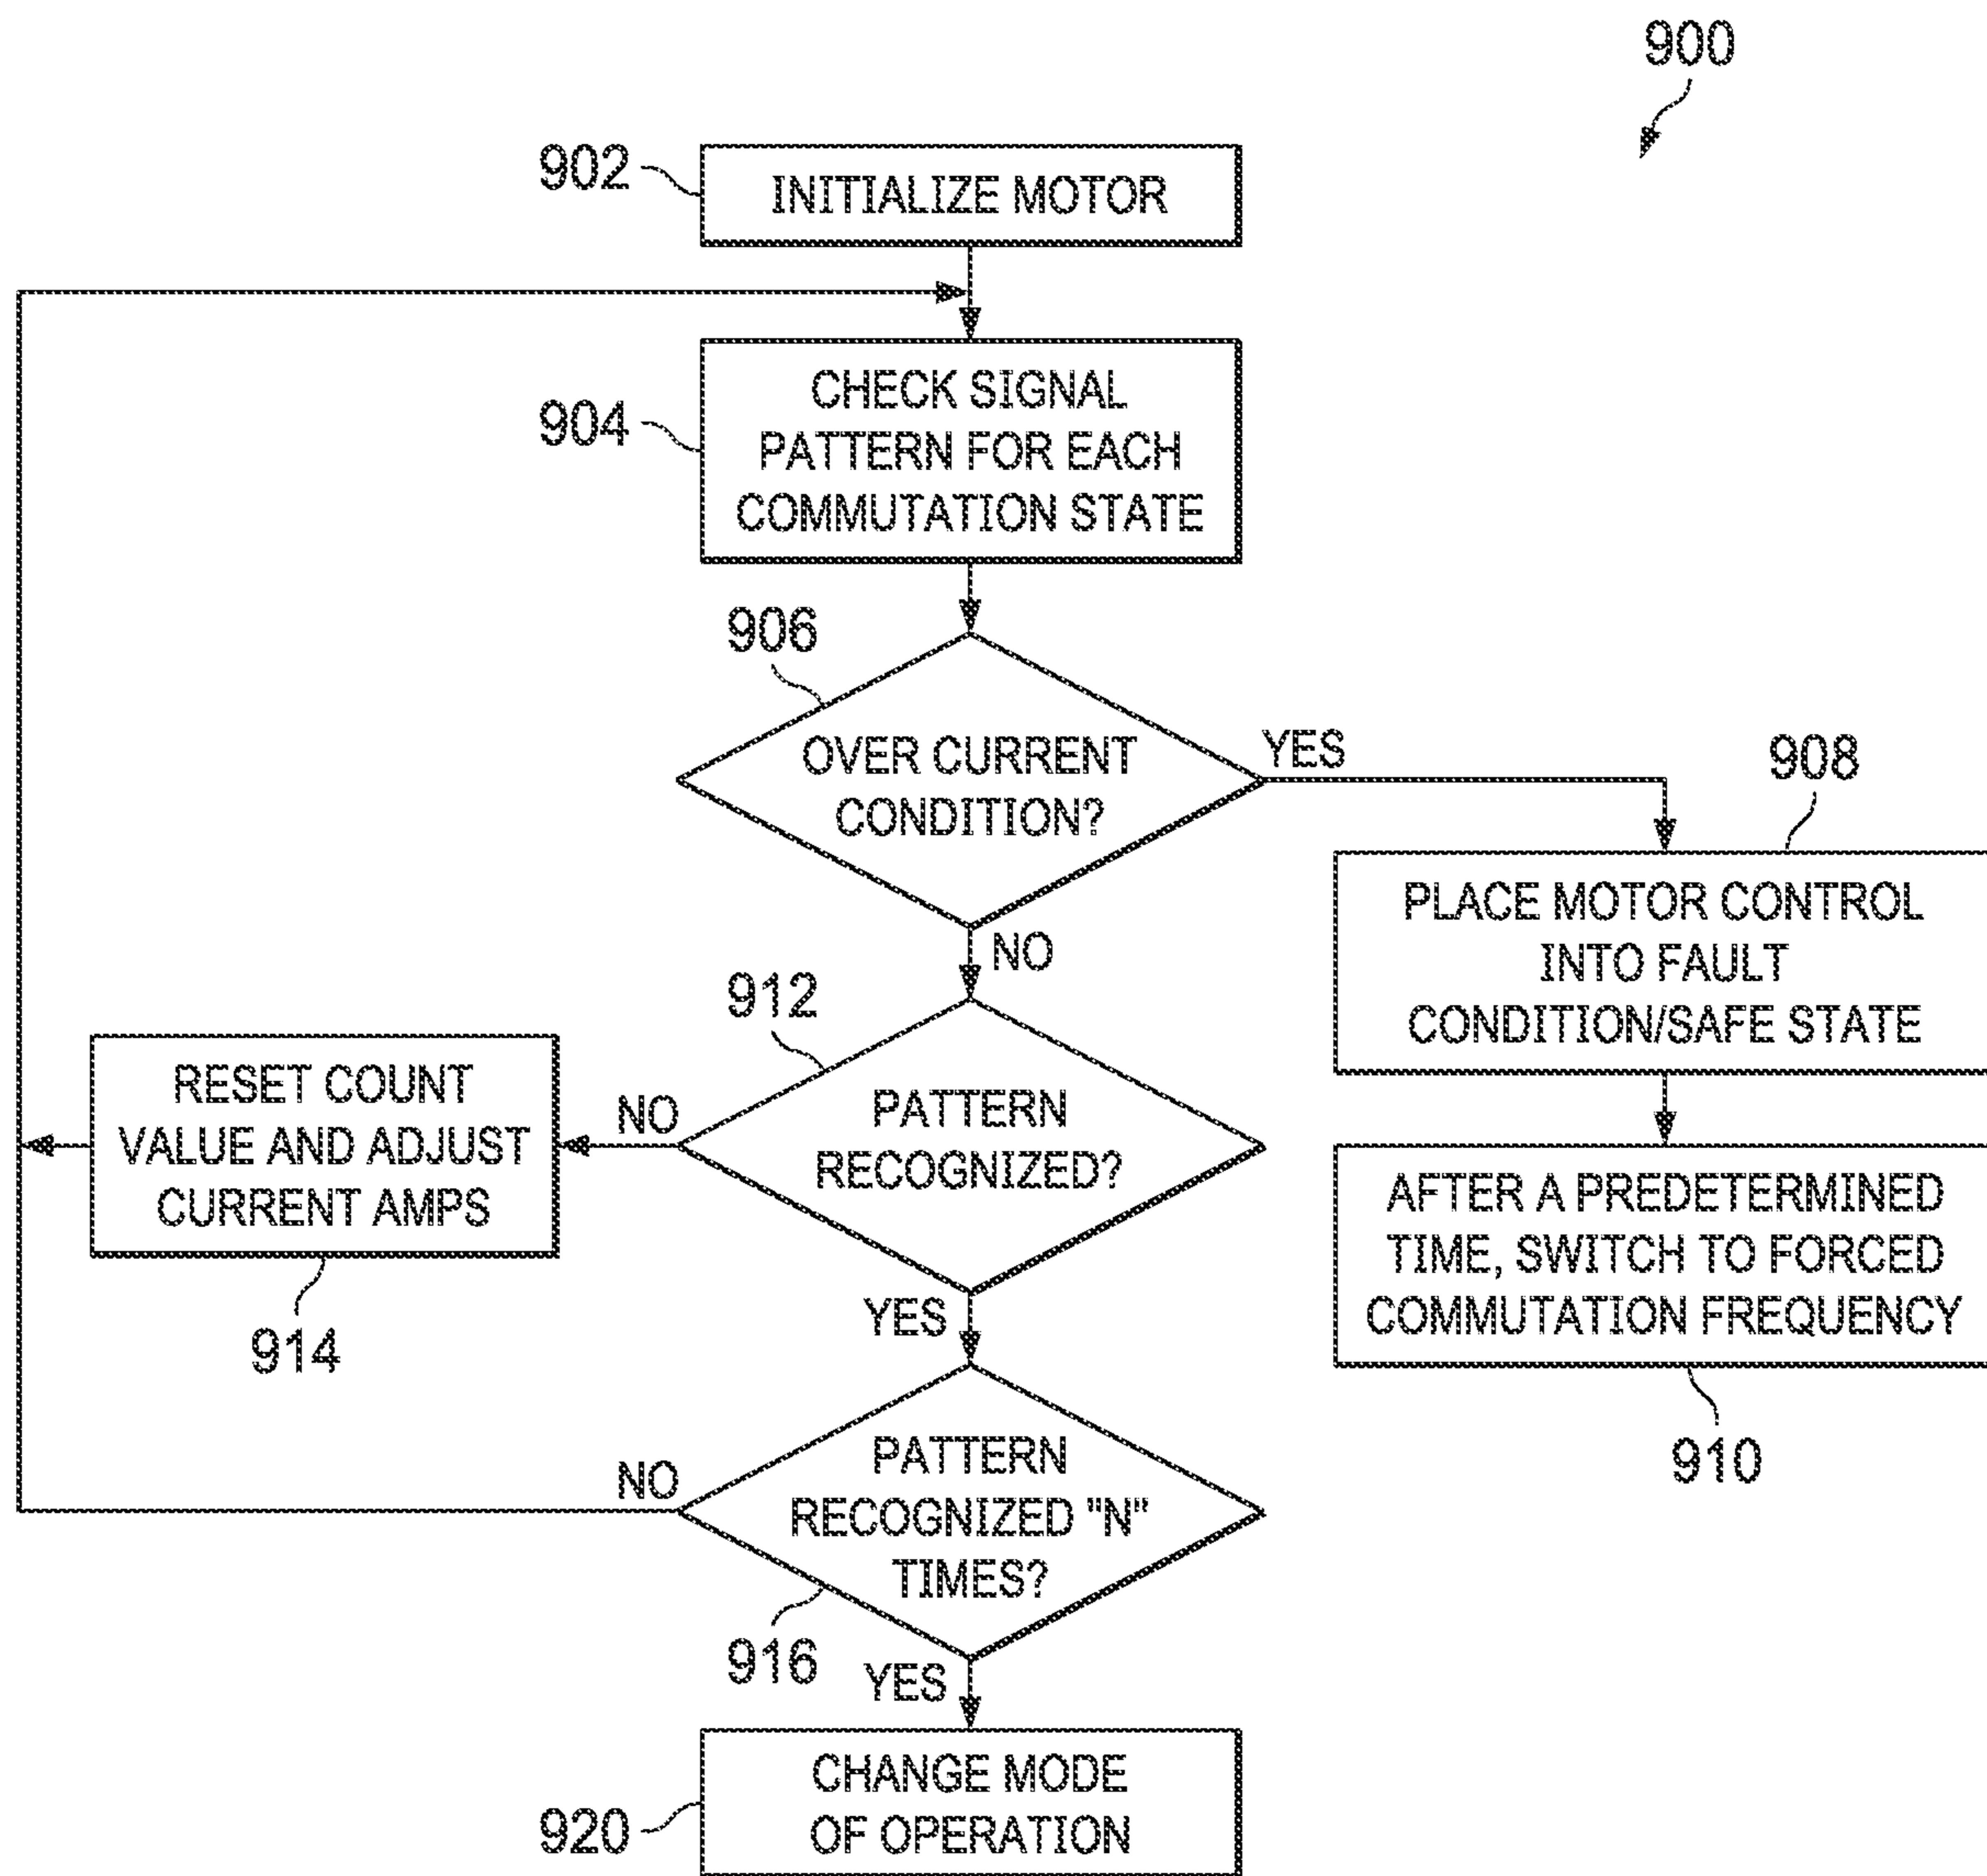 900
902
INITIALIZE MOTOR
904
CHECK SIGNAL
PATTERN FOR EACH
COMMUTATION STATE
906
OVER CURRENT
CONDITION?
YES
NO
908
PLACE MOTOR CONTROL
INTO FAULT
CONDITION/SAFE STATE
AFTER A PREDETERMINED
TIME, SWITCH TO FORCED
COMMUTATION FREQUENCY
910
912
PATTERN
RECOGNIZED?
NO
RESET COUNT
VALUE AND ADJUST
CURRENT AMPS
914
YES
PATTERN
RECOGNIZED "N"
TIMES?
NO
916
YES
920
CHANGE MODE
OF OPERATION